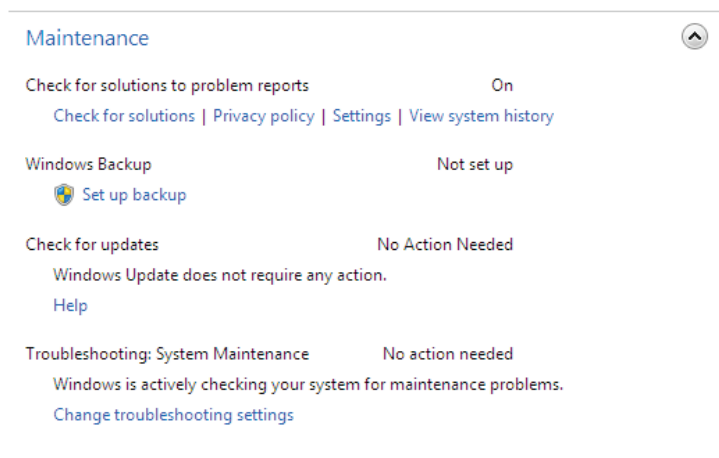 Maintenance
Check for solutions to problem reports On
Check for solutions | Privacy policy | Settings | View system history
Windows Backup Not set up
Set up backup
Check for updates No Action Needed
Windows Update does not require any action.
Help
Troubleshooting: System Maintenance No action needed
Windows is actively checking your system for maintenance problems.
Change troubleshooting settings